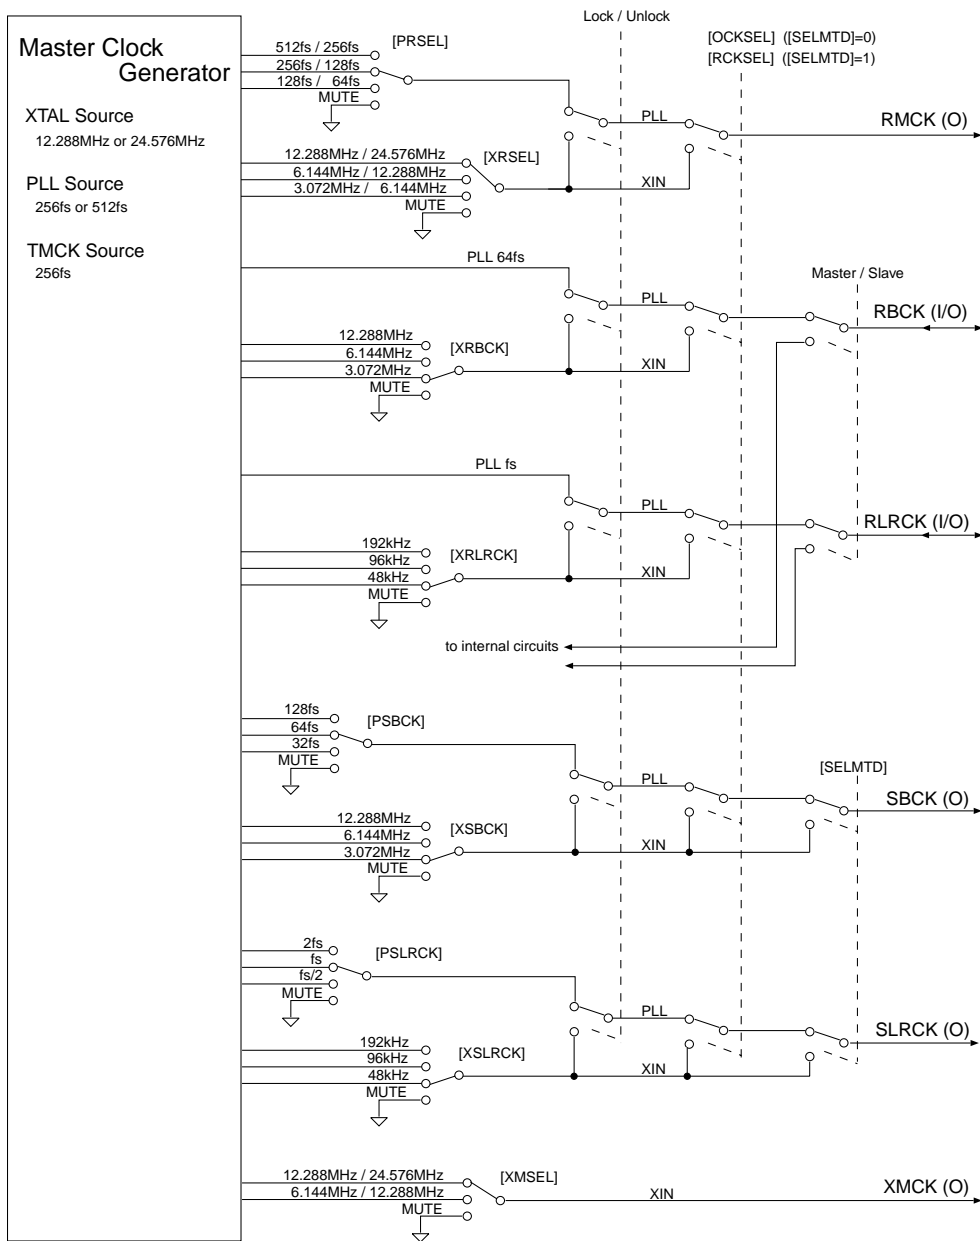 Lock / Unlock
[OCKSEL] ([SELMTD]=0)
[RCKSEL] ([SELMTD]=1)
Master Clock
Generator
XTAL Source
12.288MHz or 24.576MHz
PLL Source
256fs or 512fs
TMCK Source
256fs
[PRSEL]
512fs / 256fs
256fs / 128fs
128fs / 64fs
MUTE
PLL
RMCK (O)
12.288MHz / 24.576MHz
6.144MHz / 12.288MHz
3.072MHz / 6.144MHz
MUTE
[XRSEL]
XIN
PLL 64fs
Master / Slave
PLL
RBCK (I/O)
12.288MHz
6.144MHz
3.072MHz
MUTE
[XRBCK]
XIN
PLL fs
PLL
RLRCK (I/O)
192kHz
96kHz
48kHz
MUTE
[XRLRCK]
XIN
to internal circuits
128fs
64fs
32fs
MUTE
[PSBCK]
PLL
[SELMTD]
SBCK (O)
12.288MHz
6.144MHz
3.072MHz
MUTE
[XSBCK]
XIN
2fs
fs
fs/2
MUTE
[PSLRCK]
PLL
SLRCK (O)
192kHz
96kHz
48kHz
MUTE
[XSLRCK]
XIN
12.288MHz / 24.576MHz
6.144MHz / 12.288MHz
MUTE
[XMSEL]
XIN
XMCK (O)